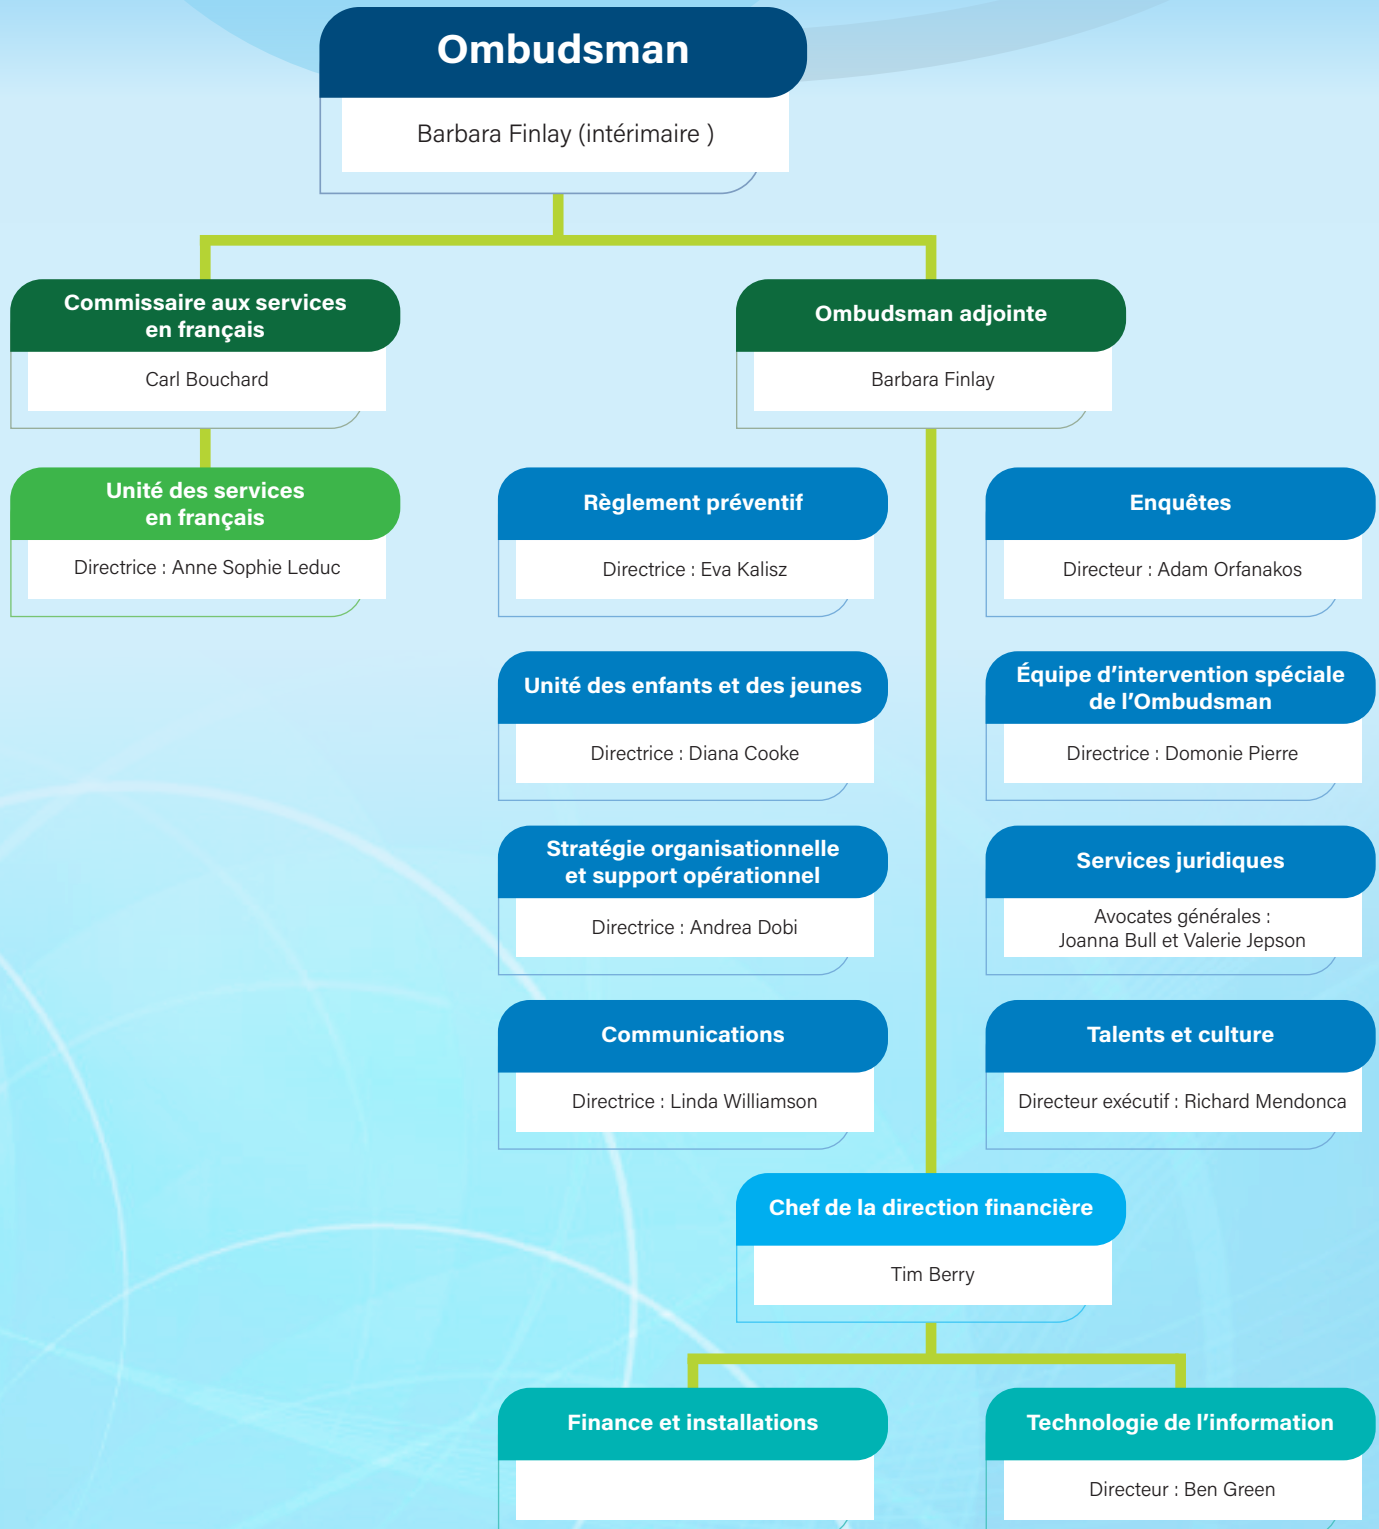 Ombudsman
Barbara Finlay (intérimaire )
Commissaire aux services
en français
Carl Bouchard
Ombudsman adjointe
Barbara Finlay
Unité des services
en français
Directrice : Anne Sophie Leduc
Règlement préventif
Directrice : Eva Kalisz
Enquêtes
Directeur : Adam Orfanakos
Unité des enfants et des jeunes
Directrice : Diana Cooke
Équipe d’intervention spéciale
de l’Ombudsman
Directrice : Domonie Pierre
Stratégie organisationnelle
et support opérationnel
Directrice : Andrea Dobi
Services juridiques
Avocates générales :
Joanna Bull et Valerie Jepson
Communications
Directrice : Linda Williamson
Talents et culture
Directeur exécutif : Richard Mendonca
Chef de la direction financière
Tim Berry
Finance et installations
Technologie de l’information
Directeur : Ben Green